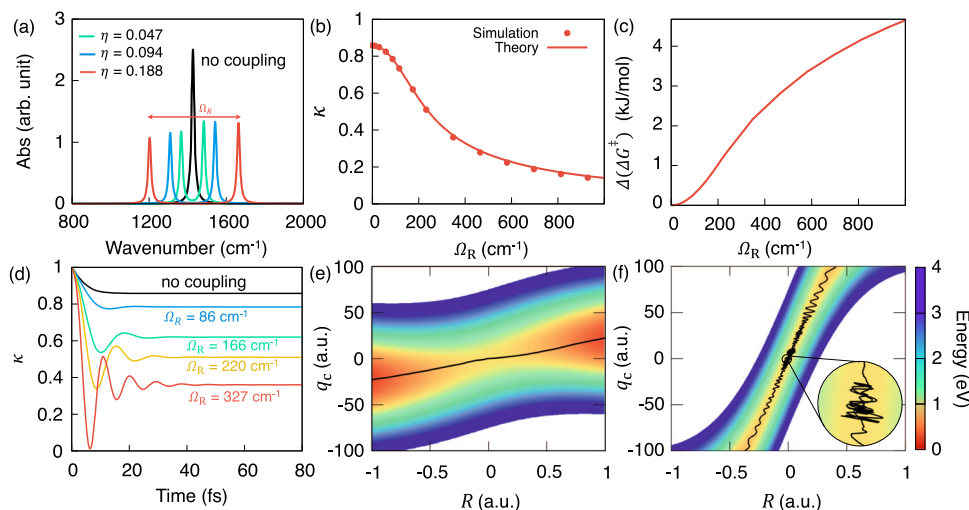 (a)
3
2
1
0
Abs (arb. unit)
η = 0.047
η = 0.094
η = 0.188
no coupling
Ω_R
800
1200
1600
2000
Wavenumber (cm⁻¹)
(b)
1
0.8
0.6
0.4
0.2
0
κ
Simulation
Theory
0
200
400
600
800
Ω_R (cm⁻¹)
(c)
4
3
2
1
0
Δ(ΔG‡) (kJ/mol)
0
200
400
600
800
Ω_R (cm⁻¹)
(d)
1
0.8
0.6
0.4
0.2
0
κ
no coupling
Ω_R = 86 cm⁻¹
Ω_R = 166 cm⁻¹
Ω_R = 220 cm⁻¹
Ω_R = 327 cm⁻¹
0
20
40
60
80
Time (fs)
(e)
100
50
0
-50
-100
q_c (a.u.)
-1
-0.5
0
0.5
1
R (a.u.)
(f)
100
50
0
-50
-100
q_c (a.u.)
-1
-0.5
0
0.5
1
R (a.u.)
4
3
2
1
0
Energy (eV)